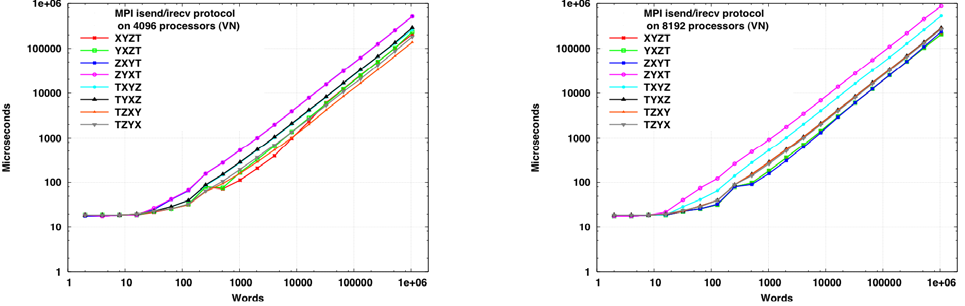 MPI isend/irecv protocol
on 4096 processors (VN)
XYZT
YXZT
ZXYT
ZYXT
TXYZ
TYXZ
TZXY
TZYX
1e+06
100000
10000
1000
100
10
1
Microseconds
1 10 100 1000 10000 100000 1e+06
Words
MPI isend/irecv protocol
on 8192 processors (VN)
XYZT
YXZT
ZXYT
ZYXT
TXYZ
TYXZ
TZXY
TZYX
1e+06
100000
10000
1000
100
10
1
Microseconds
1 10 100 1000 10000 100000 1e+06
Words